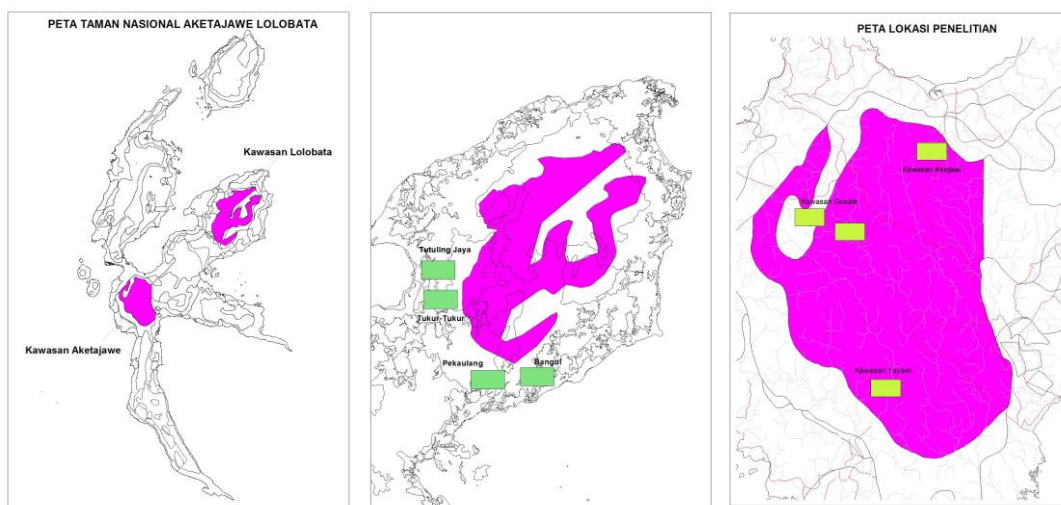 PETA TAMAN NASIONAL AKETAJAWE LOLOBATA
Kawasan Lolobata
Kawasan Aketajawe
Tutuling Jaya
Tukur-Tukur
Pekaulang
Bangul
PETA LOKASI PENELITIAN
Kawasan Akejawi
Kawasan Gosale
Kawasan Tayawi